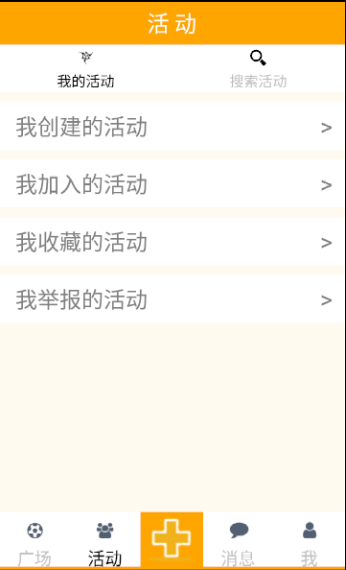 活动
我的活动 搜索活动
我创建的活动 >
我加入的活动 >
我收藏的活动 >
我举报的活动 >
广场 活动 消息 我